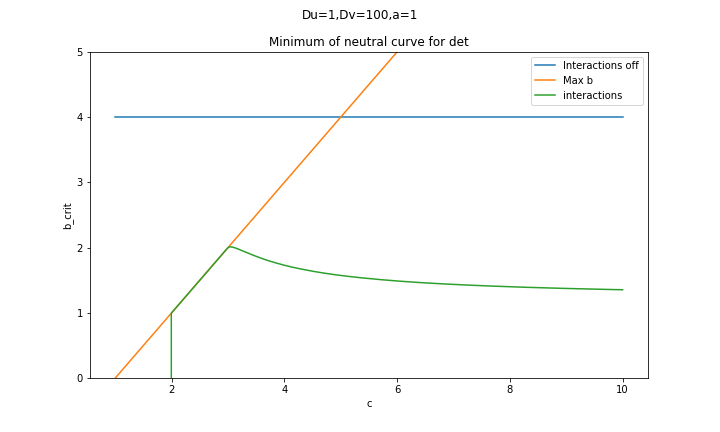 Du=1,Dv=100,a=1
Minimum of neutral curve for det
Interactions off
Max b
interactions
b_crit
5
4
3
2
1
0
2
4
6
8
10
c